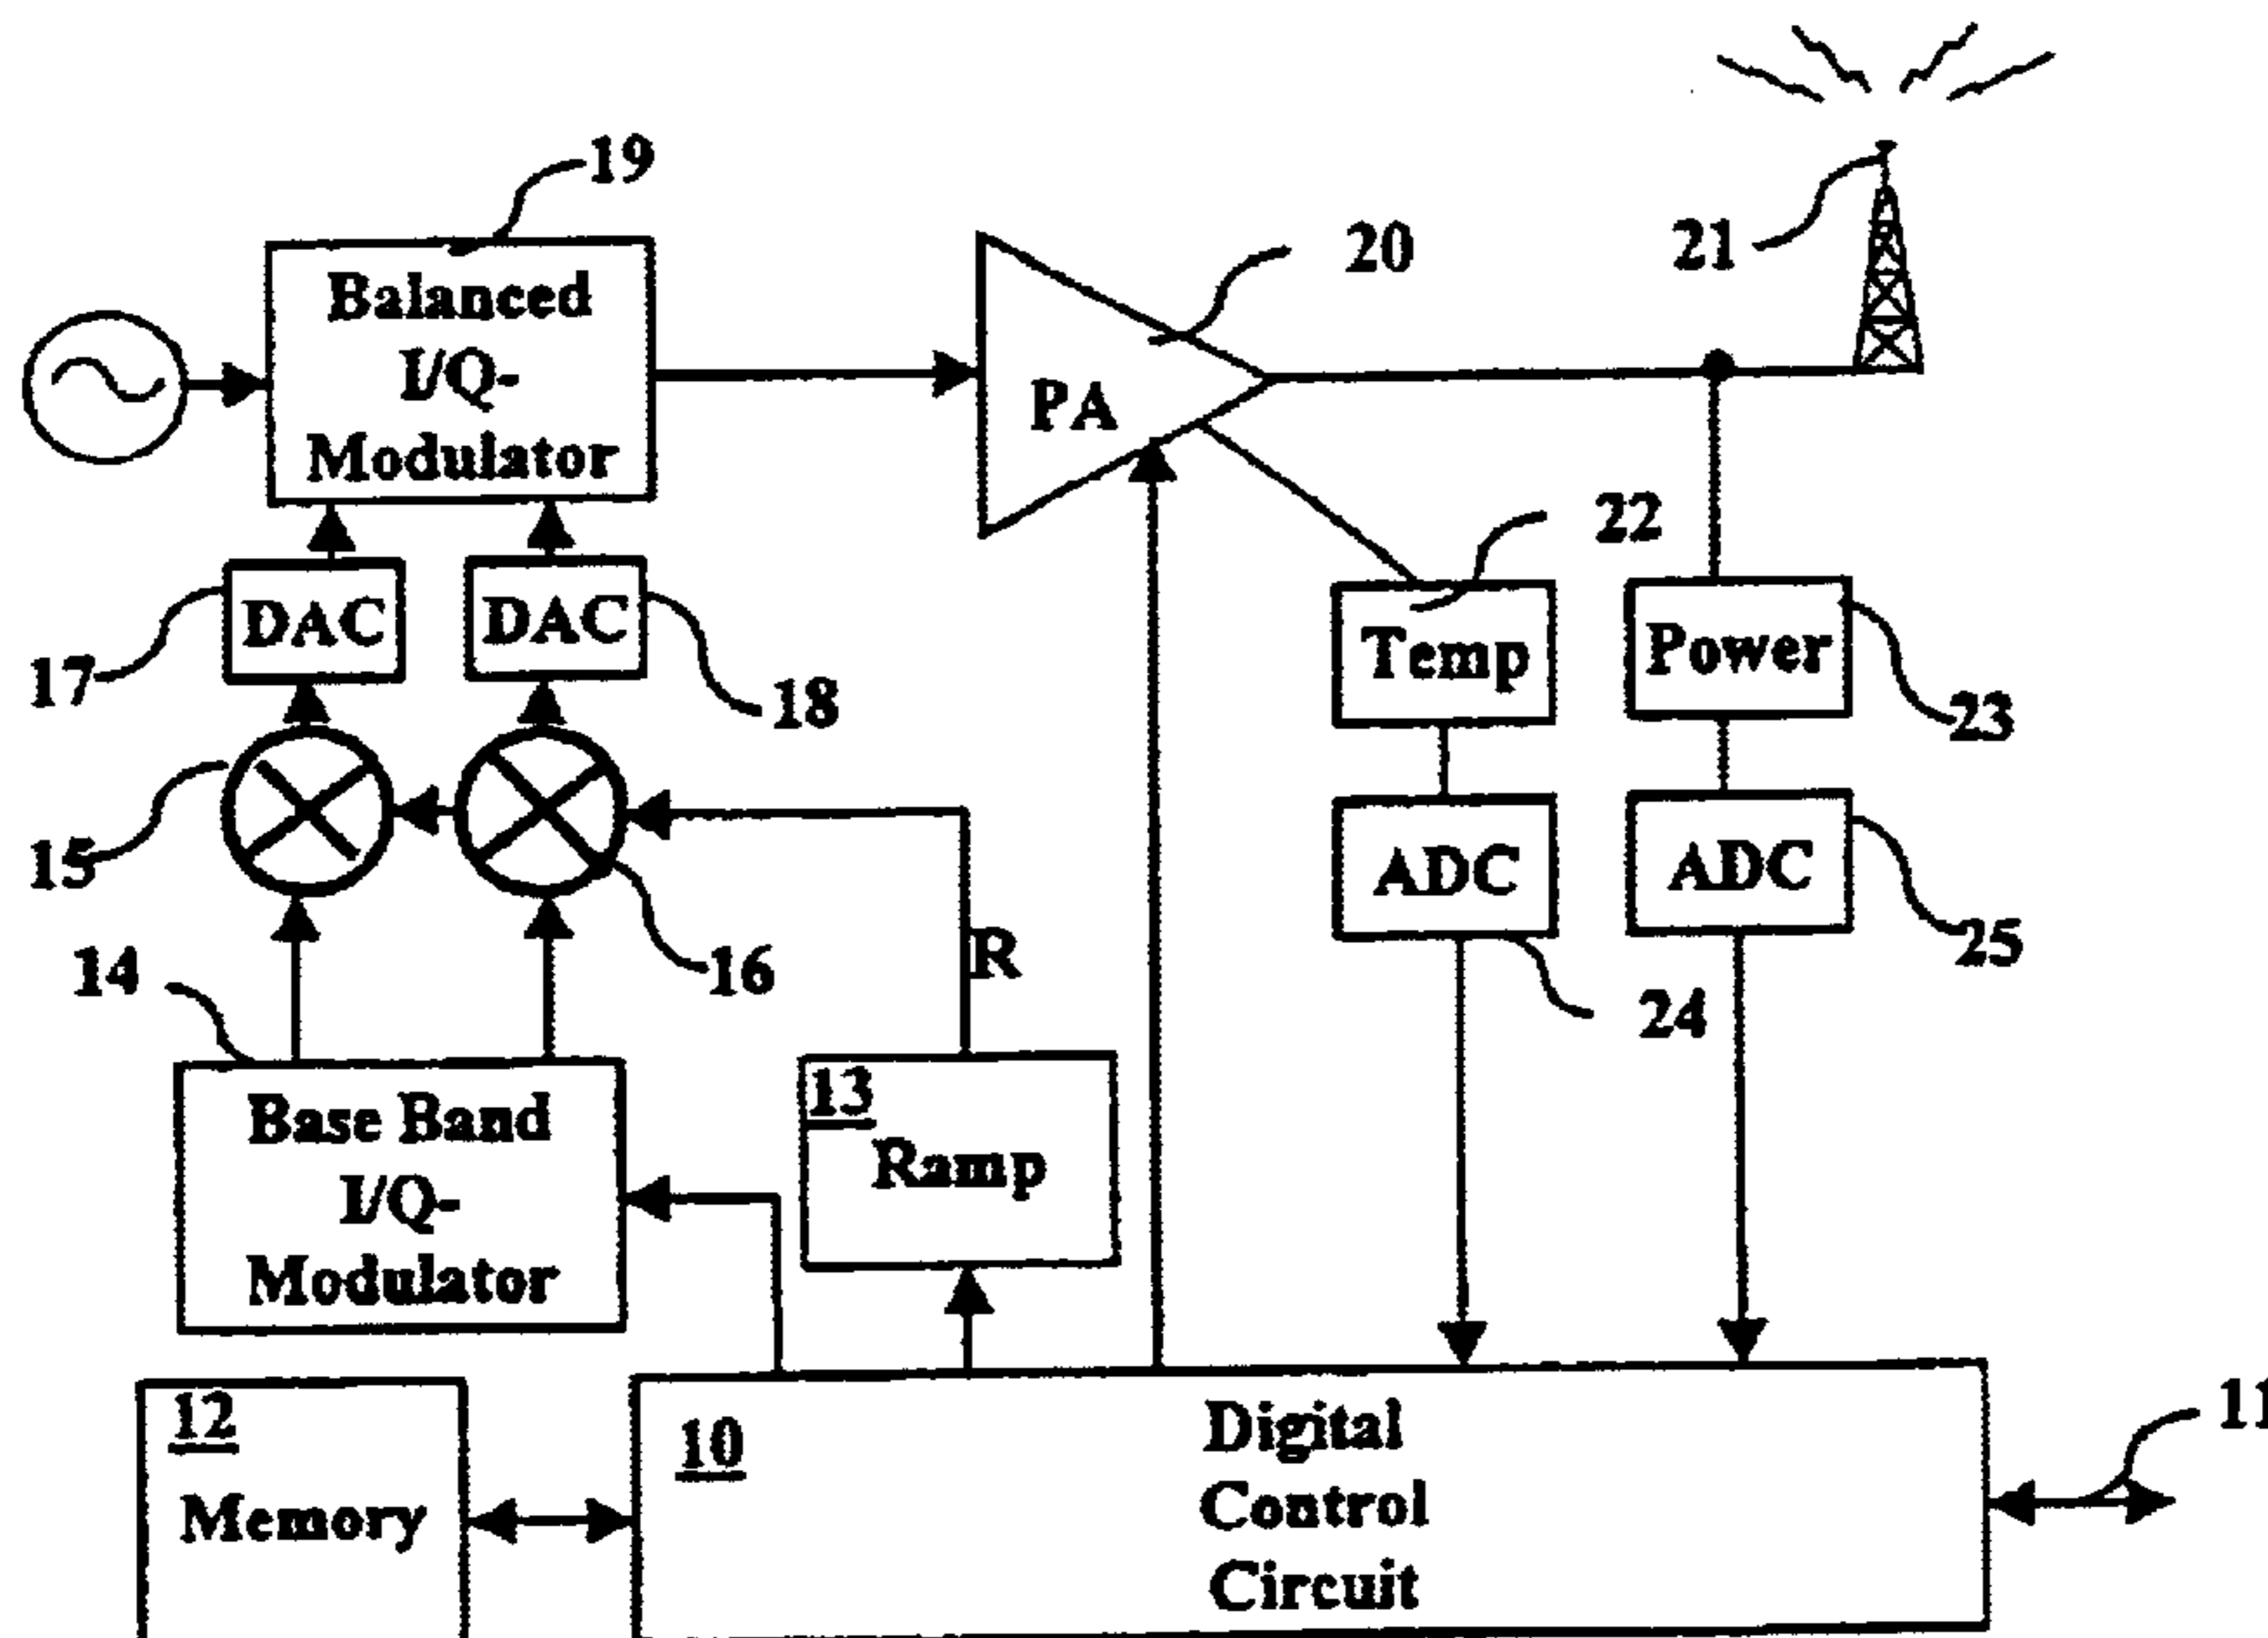 19
Balanced
I/Q-
Modulator
20
PA
21
22
17
DAC
DAC
18
Temp
Power
23
15
16
R
ADC
ADC
25
24
14
Base Band
I/Q-
Modulator
13
Ramp
12
Memory
10
Digital
Control
Circuit
11